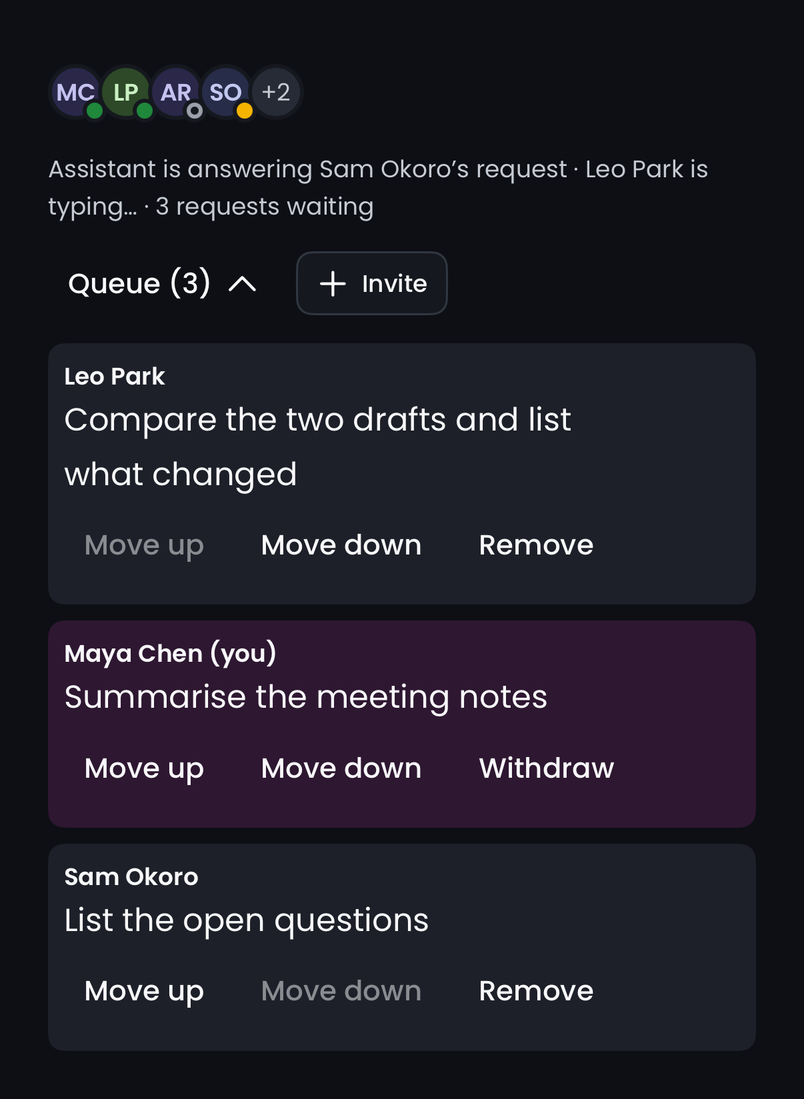 MC LP AR SO +2
Assistant is answering Sam Okoro’s request · Leo Park is
typing… · 3 requests waiting
Queue (3) Invite
Leo Park
Compare the two drafts and list
what changed
Move up Move down Remove
Maya Chen (you)
Summarise the meeting notes
Move up Move down Withdraw
Sam Okoro
List the open questions
Move up Move down Remove